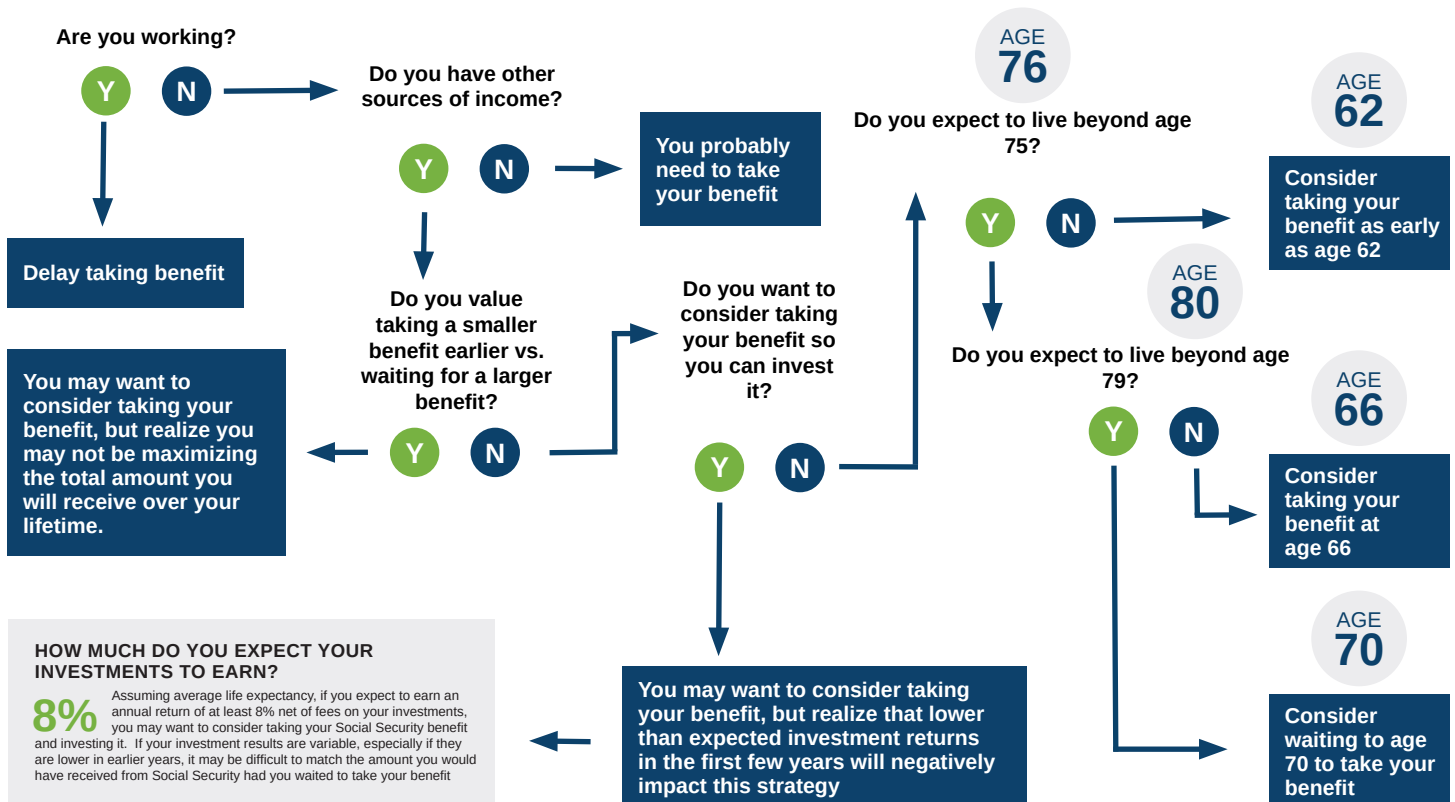 Are you working?
Y
N
Delay taking benefit
Do you have other
sources of income?
Y
N
You probably
need to take
your benefit
Do you value
taking a smaller
benefit earlier vs.
waiting for a larger
benefit?
Y
N
You may want to
consider taking your
benefit, but realize you
may not be maximizing
the total amount you
will receive over your
lifetime.
Do you want to
consider taking
your benefit so
you can invest
it?
Y
N
You may want to consider taking
your benefit, but realize that lower
than expected investment returns
in the first few years will negatively
impact this strategy
HOW MUCH DO YOU EXPECT YOUR
INVESTMENTS TO EARN?
8%
Assuming average life expectancy, if you expect to earn an
annual return of at least 8% net of fees on your investments,
you may want to consider taking your Social Security benefit
and investing it. If your investment results are variable, especially if they
are lower in earlier years, it may be difficult to match the amount you would
have received from Social Security had you waited to take your benefit
AGE
76
Do you expect to live beyond age
75?
Y
N
AGE
62
Consider
taking your
benefit as early
as age 62
AGE
80
Do you expect to live beyond age
79?
Y
N
AGE
66
Consider
taking your
benefit at
age 66
AGE
70
Consider
waiting to age
70 to take your
benefit